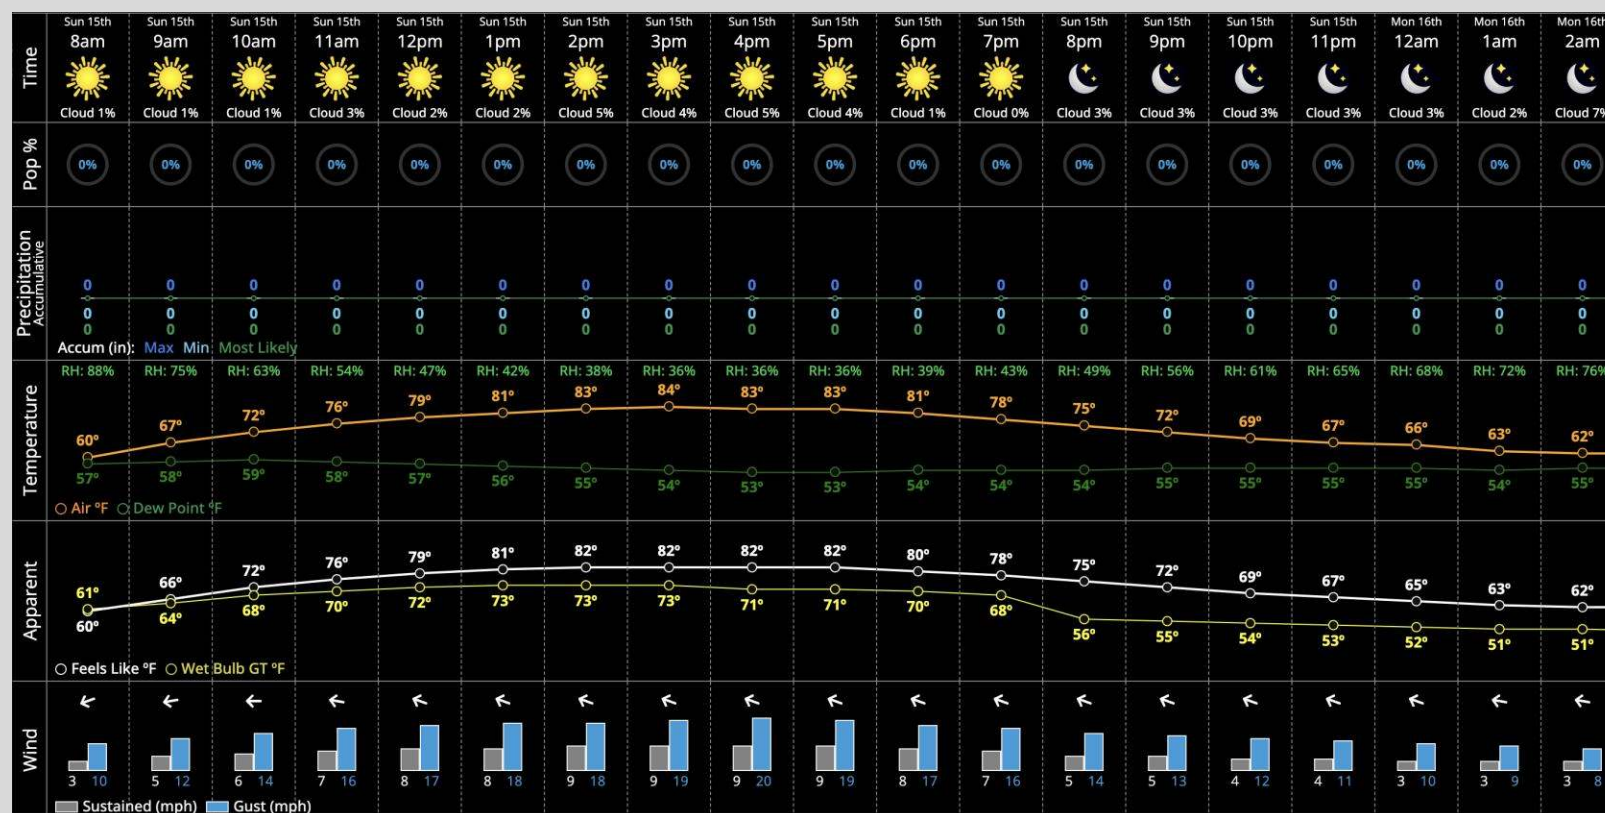 Time
Sun 15th Sun 15th Sun 15th Sun 15th Sun 15th Sun 15th Sun 15th Sun 15th Sun 15th Sun 15th Sun 15th Sun 15th Sun 15th Sun 15th Sun 15th Sun 15th Mon 16th Mon 16th Mon 16th
8am 9am 10am 11am 12pm 1pm 2pm 3pm 4pm 5pm 6pm 7pm 8pm 9pm 10pm 11pm 12am 1am 2am
Cloud 1% Cloud 1% Cloud 1% Cloud 3% Cloud 2% Cloud 2% Cloud 5% Cloud 4% Cloud 5% Cloud 4% Cloud 1% Cloud 0% Cloud 3% Cloud 3% Cloud 3% Cloud 3% Cloud 3% Cloud 2% Cloud 7%
Pop %
0% 0% 0% 0% 0% 0% 0% 0% 0% 0% 0% 0% 0% 0% 0% 0% 0% 0% 0%
Precipitation
Accumulative
0 0 0 0 0 0 0 0 0 0 0 0 0 0 0 0 0 0 0
0 0 0 0 0 0 0 0 0 0 0 0 0 0 0 0 0 0 0
0 0 0 0 0 0 0 0 0 0 0 0 0 0 0 0 0 0 0
Accum (in): Max Min Most Likely
Temperature
RH: 88% RH: 75% RH: 63% RH: 54% RH: 47% RH: 42% RH: 38% RH: 36% RH: 36% RH: 36% RH: 39% RH: 43% RH: 49% RH: 56% RH: 61% RH: 65% RH: 68% RH: 72% RH: 76%
60° 67° 72° 76° 79° 81° 83° 84° 83° 83° 81° 78° 75° 72° 69° 67° 66° 63° 62°
57° 58° 59° 58° 57° 56° 55° 54° 53° 53° 54° 54° 54° 55° 55° 55° 55° 54° 55°
Air °F Dew Point °F
Apparent
60° 66° 72° 76° 79° 81° 82° 82° 82° 82° 80° 78° 75° 72° 69° 67° 65° 63° 62°
61° 64° 68° 70° 72° 73° 73° 73° 71° 71° 70° 68° 56° 55° 54° 53° 52° 51° 51°
Feels Like °F Wet Bulb GT °F
Wind
3 10 5 12 6 14 7 16 8 17 8 18 9 18 9 19 9 20 9 19 8 17 7 16 5 14 5 13 4 12 4 11 3 10 3 9 3 8
Sustained (mph) Gust (mph)